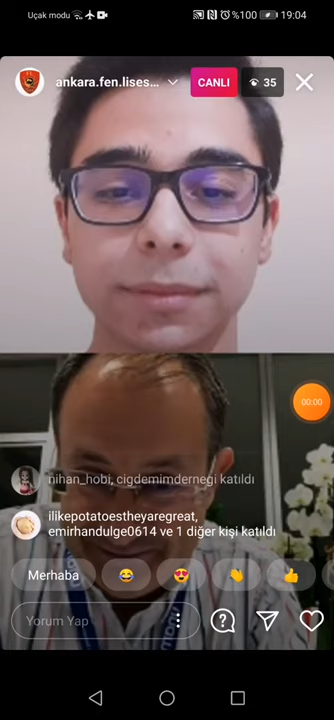 Uçak modu
%100
19:04
ankara.fen.lises...
CANLI
35
00:00
nihan_hobi, cigdemimdernegi katıldı
ilikepotatoestheyaregreat,
emirhandulge0614 ve 1 diğer kişi katıldı
Merhaba
Yorum Yap